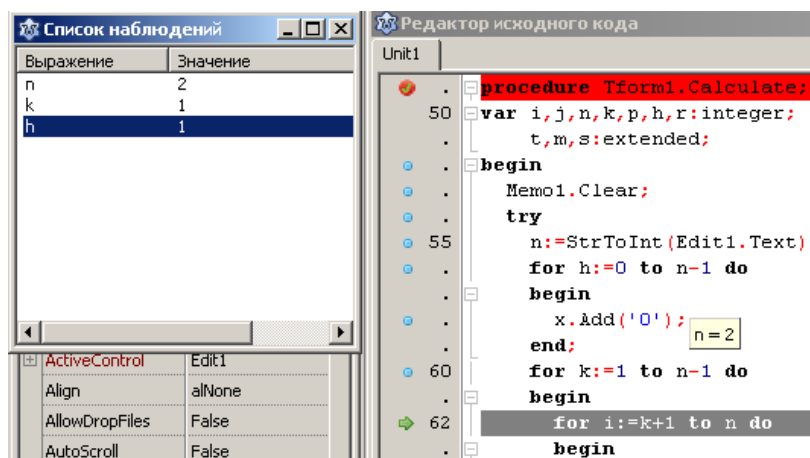 Список наблюдений
Выражение Значение
n 2
k 1
h 1
ActiveControl Edit1
Align alNone
AllowDropFiles False
AutoScroll False
Редактор исходного кода
Unit1
. procedure Tform1.Calculate;
50 var i,j,n,k,p,h,r:integer;
. t,m,s:extended;
. begin
. Memo1.Clear;
. try
55 n:=StrToInt(Edit1.Text)
. for h:=0 to n-1 do
. begin
. x.Add('0');
n = 2
. end;
60 for k:=1 to n-1 do
. begin
62 for i:=k+1 to n do
. begin